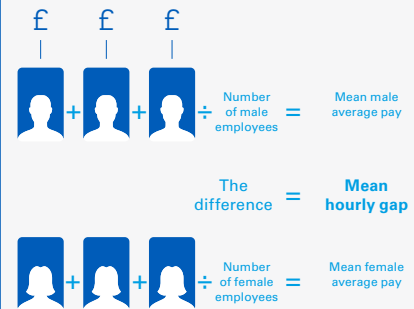 £ £ £
+ + ÷ Number of male employees = Mean male average pay
The difference = Mean hourly gap
+ + ÷ Number of female employees = Mean female average pay